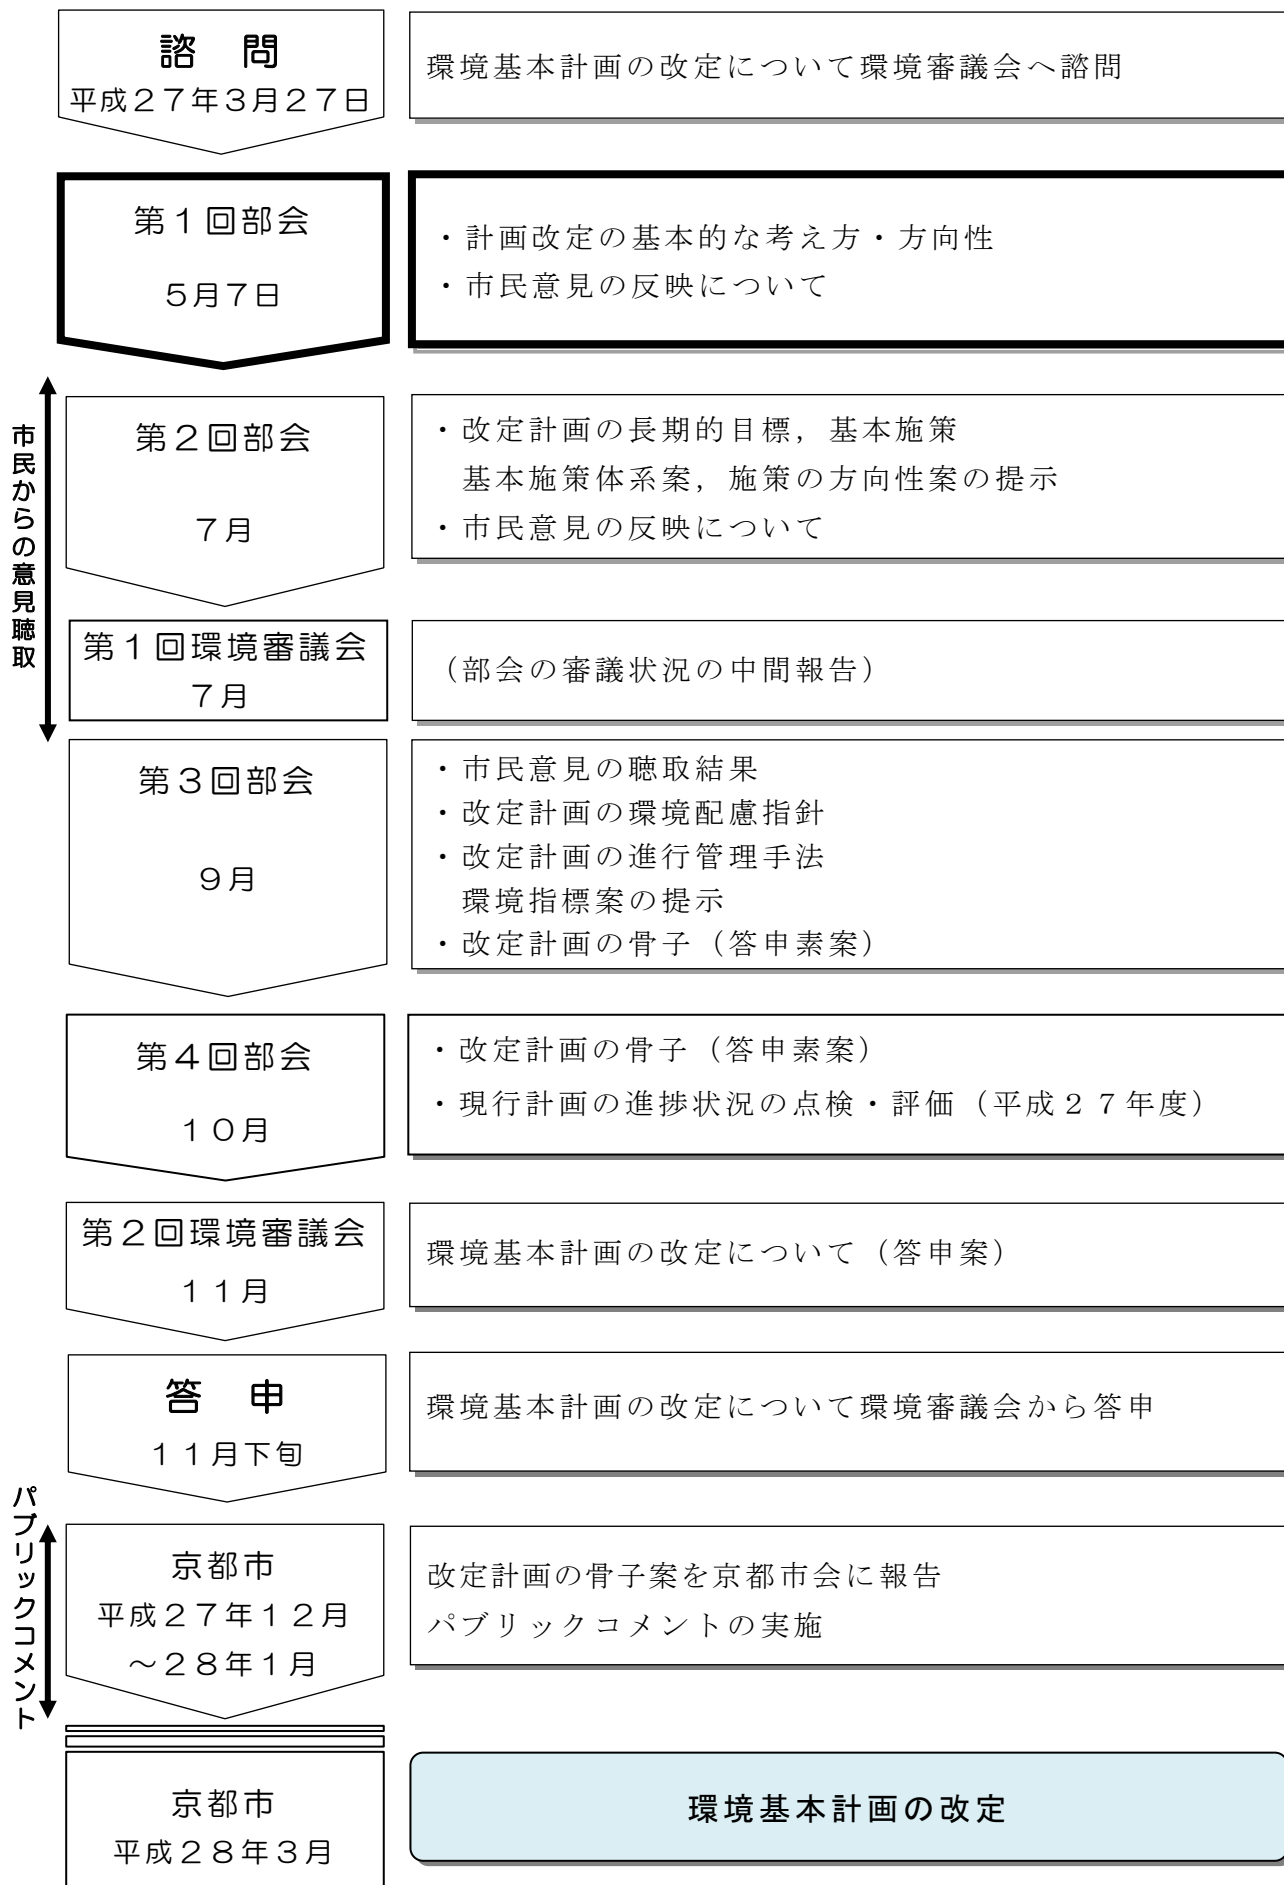 諮　問
平成２７年３月２７日
環境基本計画の改定について環境審議会へ諮問
第１回部会
５月７日
・計画改定の基本的な考え方・方向性
・市民意見の反映について
市民からの意見聴取
第２回部会
７月
・改定計画の長期的目標，基本施策
基本施策体系案，施策の方向性案の提示
・市民意見の反映について
第１回環境審議会
７月
（部会の審議状況の中間報告）
第３回部会
９月
・市民意見の聴取結果
・改定計画の環境配慮指針
・改定計画の進行管理手法
環境指標案の提示
・改定計画の骨子（答申素案）
第４回部会
１０月
・改定計画の骨子（答申素案）
・現行計画の進捗状況の点検・評価（平成２７年度）
第２回環境審議会
１１月
環境基本計画の改定について（答申案）
答　申
１１月下旬
環境基本計画の改定について環境審議会から答申
パブリックコメント
京都市
平成２７年１２月
～２８年１月
改定計画の骨子案を京都市会に報告
パブリックコメントの実施
京都市
平成２８年３月
環境基本計画の改定